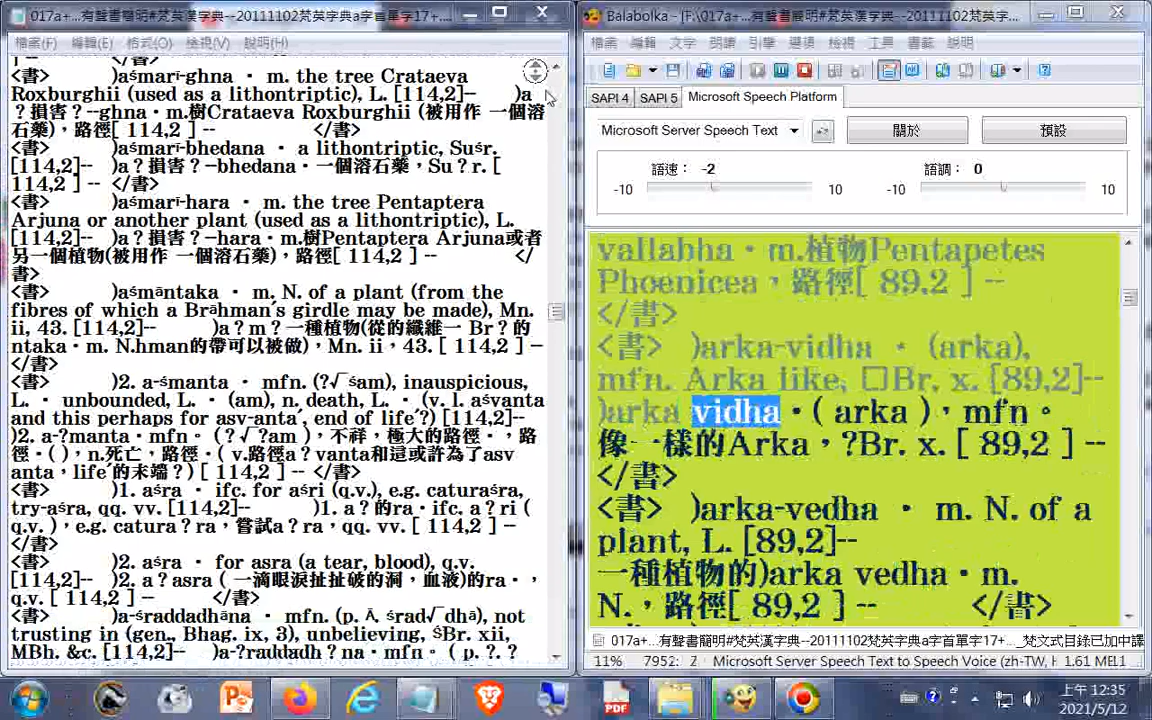 017a+...有聲書簡明#梵英漢字典--20111102梵英字典a字首單字17+...
檔案(F) 編輯(E) 格式(O) 檢視(V) 說明(H)
<書> )aśmarī-ghna ‧ m. the tree Crataeva
Roxburghii (used as a lithontriptic), L. [114,2]-- )a
？損害？--ghna‧m.樹Crataeva Roxburghii (被用作 一個溶
石藥)，路徑[ 114,2 ] -- </書>
<書> )aśmarī-bhedana ‧ a lithontriptic, Suśr.
[114,2]-- )a？損害？--bhedana‧一個溶石藥，Su？r. [
114,2 ] -- </書>
<書> )aśmarī-hara ‧ m. the tree Pentaptera
Arjuna or another plant (used as a lithontriptic), L.
[114,2]-- )a？損害？--hara‧m.樹Pentaptera Arjuna或者
另一個植物(被用作 一個溶石藥)，路徑[ 114,2 ] -- </
書>
<書> )aśmāntaka ‧ m. N. of a plant (from the
fibres of which a Brāhman's girdle may be made), Mn.
ii, 43. [114,2]-- )a？m？一種植物(從的纖維一 Br？的
ntaka‧m. N.hman的帶可以被做)，Mn. ii，43. [ 114,2 ] --
</書>
<書> )2. a-śmanta ‧ mfn. (?√ śam), inauspicious,
L. ‧ unbounded, L. ‧ (am), n. death, L. ‧ (v. l. aśvanta
and this perhaps for asv-anta', end of life'?) [114,2]--
)2. a-?manta‧mfn。(？√ ?am )，不祥，極大的路徑‧，路
徑‧( )，n.死亡，路徑‧( v.路徑a？vanta和這或許為了asv
anta，life'的末端？) [ 114,2 ] -- </書>
<書> )1. aśra ‧ ifc. for aśri (q.v.), e.g. caturaśra,
try-aśra, qq. vv. [114,2]-- )1. a？的ra‧ifc. a？ri (
q.v. )，e.g. catura？ra，嘗試a？ra，qq. vv. [ 114,2 ] --
</書>
<書> )2. aśra ‧ for asra (a tear, blood), q.v.
[114,2]-- )2. a？asra ( 一滴眼淚扯扯破的洞，血液)的ra‧，
q.v. [ 114,2 ] -- </書>
<書> )a-śraddadhāna ‧ mfn. (p. Ā. śrad√ dhā), not
trusting in (gen., Bhag. ix, 3), unbelieving, ŚBr. xii,
MBh. &c. [114,2]-- )a-?raddadh？na‧mfn。( p. ?. ?
Balabolka - [F:\017a+...有聲書簡明#梵英漢字典--20111102梵英字...
檔案 編輯 文字 朗讀 引擎 選項 檢視 工具 書籤 說明
SAPI 4 SAPI 5 Microsoft Speech Platform
Microsoft Server Speech Text 關於 預設
語速： -2 語調： 0
-10 10 -10 10
vallabha‧m.植物Pentapetes
Phoenicea，路徑[ 89.2 ] --
</書>
<書> )arka-vidha ‧ (arka),
mfn. Arka like, □Br, x. [89,2]--
)arka vidha‧( arka )，mfn。
像一樣的Arka，?Br. x. [ 89,2 ] --
</書>
<書> )arka-vedha ‧ m. N. of a
plant, L. [89,2]--
一種植物的)arka vedha‧m.
N.，路徑[ 89,2 ] -- </書>
017a+...有聲書簡明#梵英漢字典--20111102梵英字典a字首單字17+..._梵文式目錄已加中譯
11% 7952: 2 Microsoft Server Speech Text to Speech Voice (zh-TW, H 1.61 MEL1
上午 12:35
2021/5/12